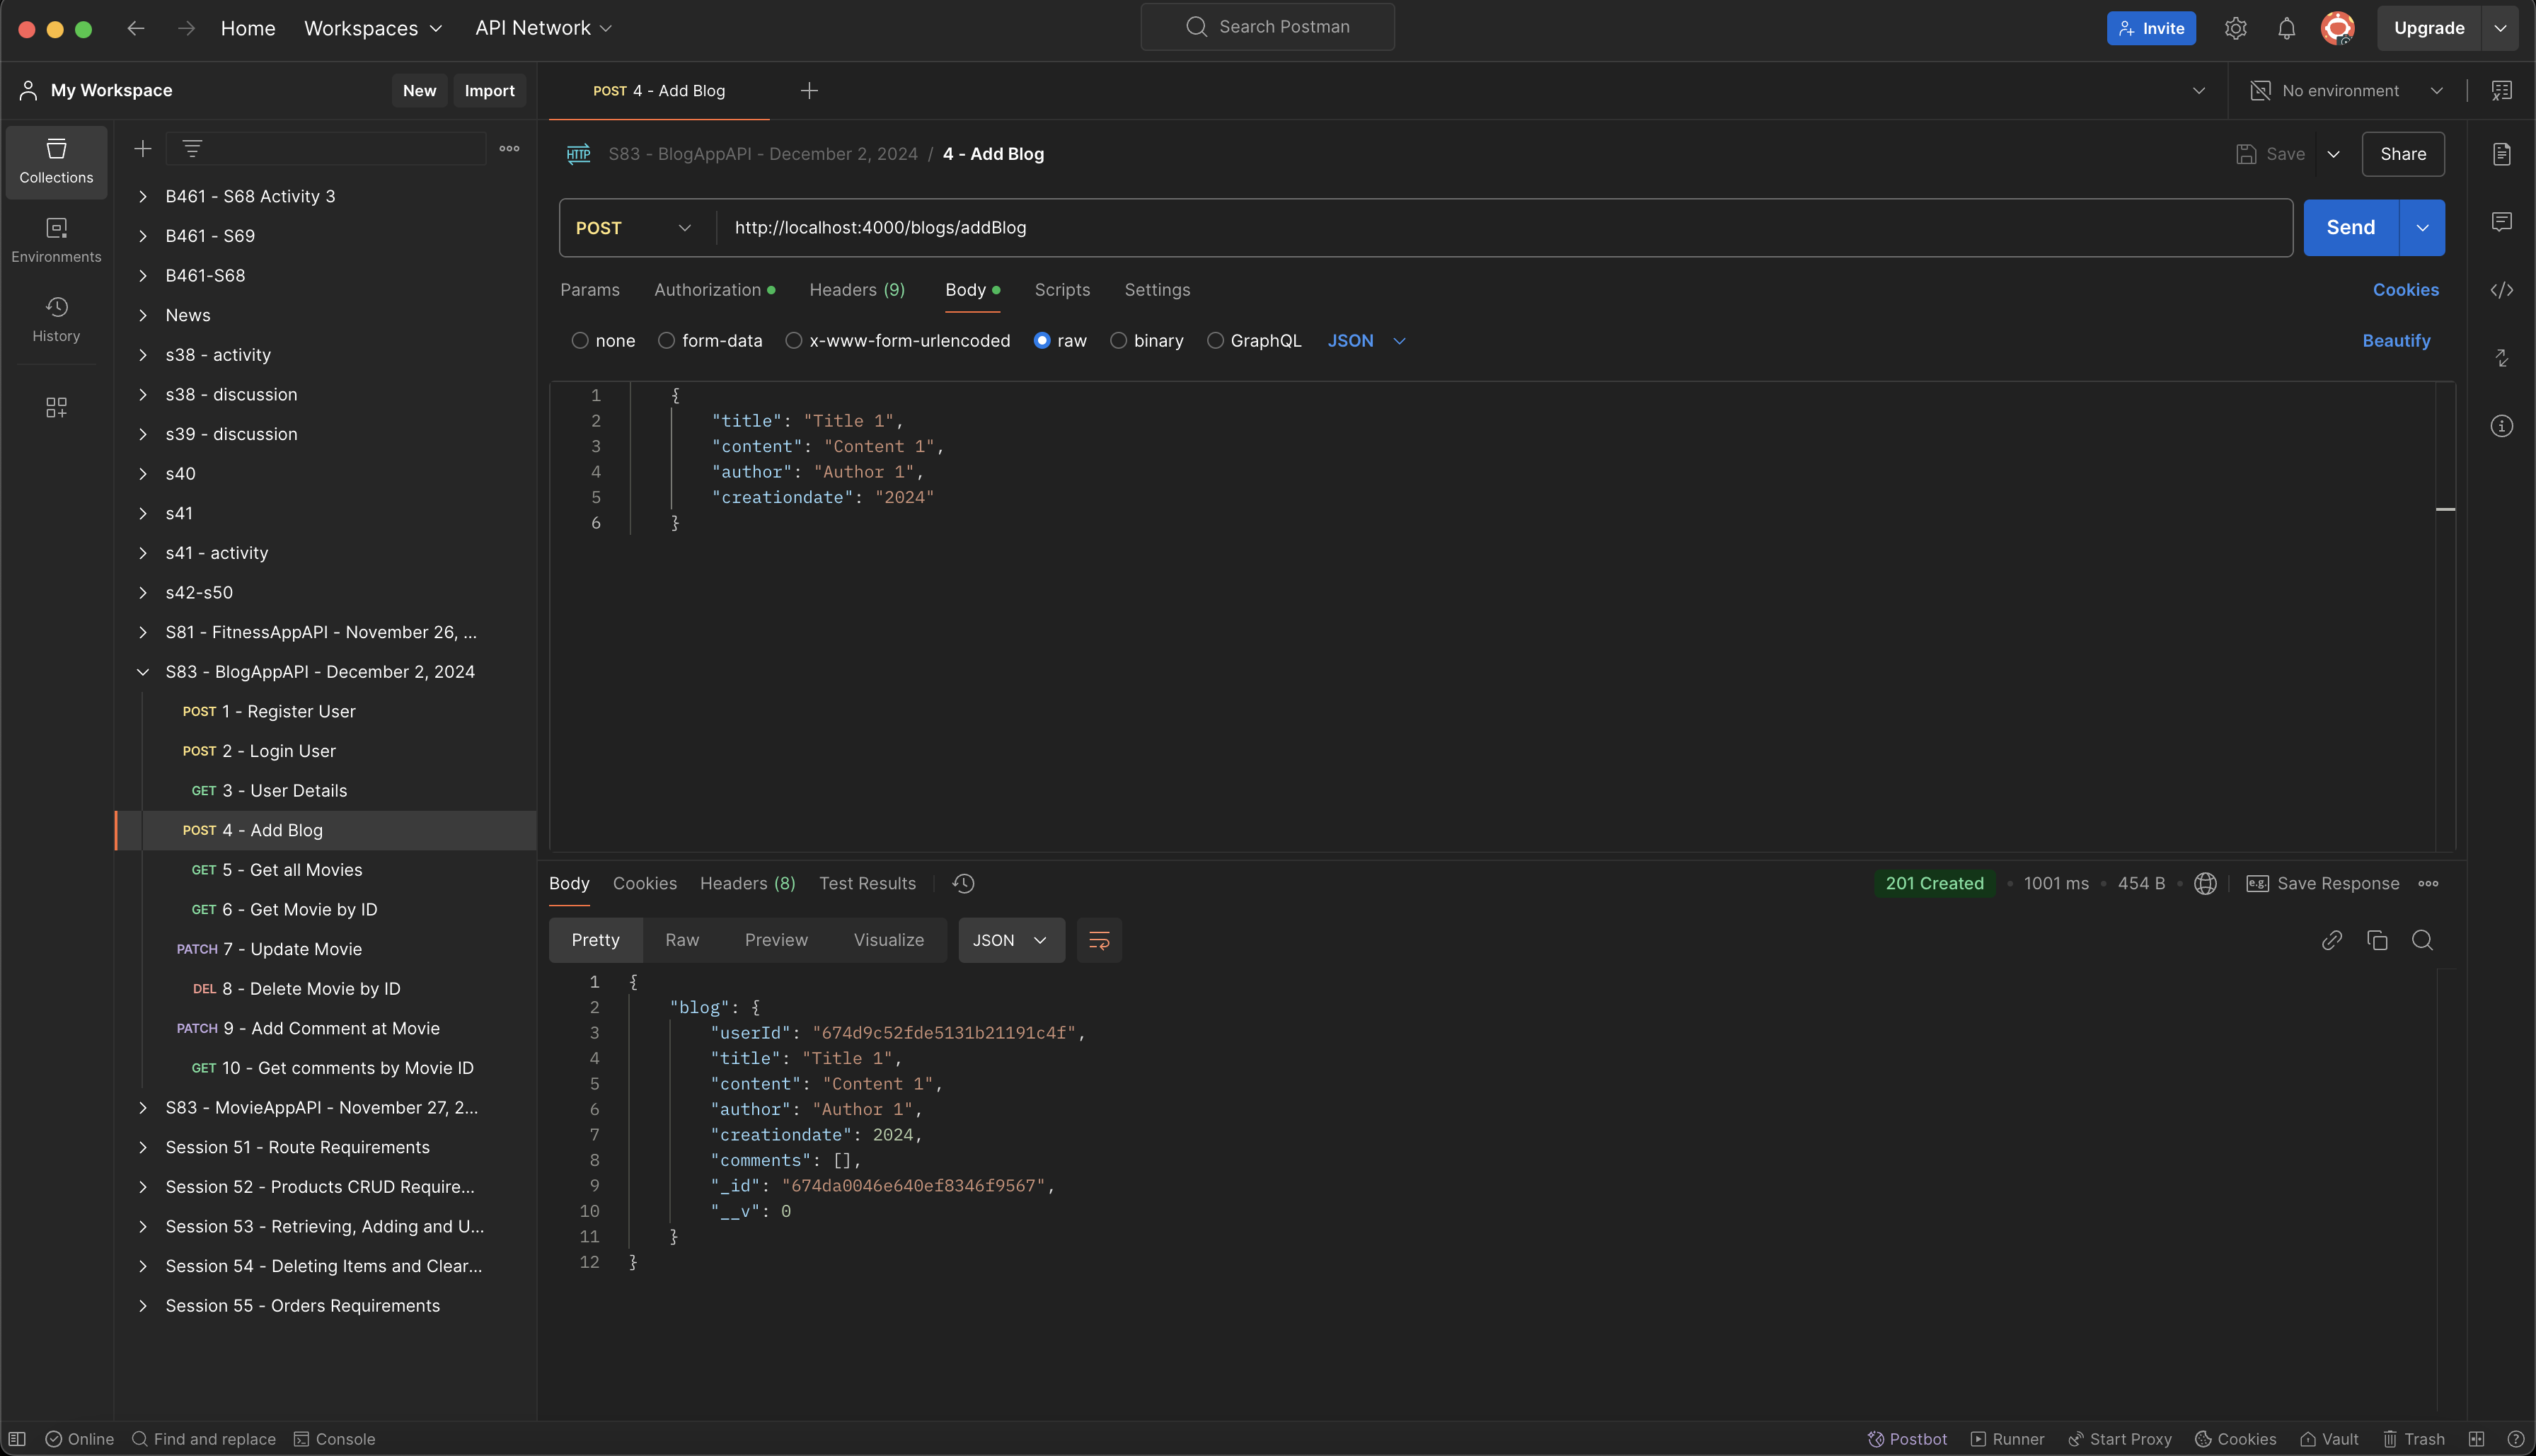 Home Workspaces API Network Search Postman Invite Upgrade
My Workspace New Import POST 4 - Add Blog No environment
Collections
Environments
History
B461 - S68 Activity 3
B461 - S69
B461-S68
News
s38 - activity
s38 - discussion
s39 - discussion
s40
s41
s41 - activity
s42-s50
S81 - FitnessAppAPI - November 26, ...
S83 - BlogAppAPI - December 2, 2024
POST 1 - Register User
POST 2 - Login User
GET 3 - User Details
POST 4 - Add Blog
GET 5 - Get all Movies
GET 6 - Get Movie by ID
PATCH 7 - Update Movie
DEL 8 - Delete Movie by ID
PATCH 9 - Add Comment at Movie
GET 10 - Get comments by Movie ID
S83 - MovieAppAPI - November 27, 2...
Session 51 - Route Requirements
Session 52 - Products CRUD Require...
Session 53 - Retrieving, Adding and U...
Session 54 - Deleting Items and Clear...
Session 55 - Orders Requirements
HTTP S83 - BlogAppAPI - December 2, 2024 / 4 - Add Blog Save Share
POST http://localhost:4000/blogs/addBlog Send
Params Authorization Headers (9) Body Scripts Settings Cookies
none form-data x-www-form-urlencoded raw binary GraphQL JSON Beautify
1 {
2 "title": "Title 1",
3 "content": "Content 1",
4 "author": "Author 1",
5 "creationdate": "2024"
6 }
Body Cookies Headers (8) Test Results 201 Created 1001 ms 454 B e.g. Save Response
Pretty Raw Preview Visualize JSON
1 {
2 "blog": {
3 "userId": "674d9c52fde5131b21191c4f",
4 "title": "Title 1",
5 "content": "Content 1",
6 "author": "Author 1",
7 "creationdate": 2024,
8 "comments": [],
9 "_id": "674da0046e640ef8346f9567",
10 "__v": 0
11 }
12 }
Online Find and replace Console Postbot Runner Start Proxy Cookies Vault Trash